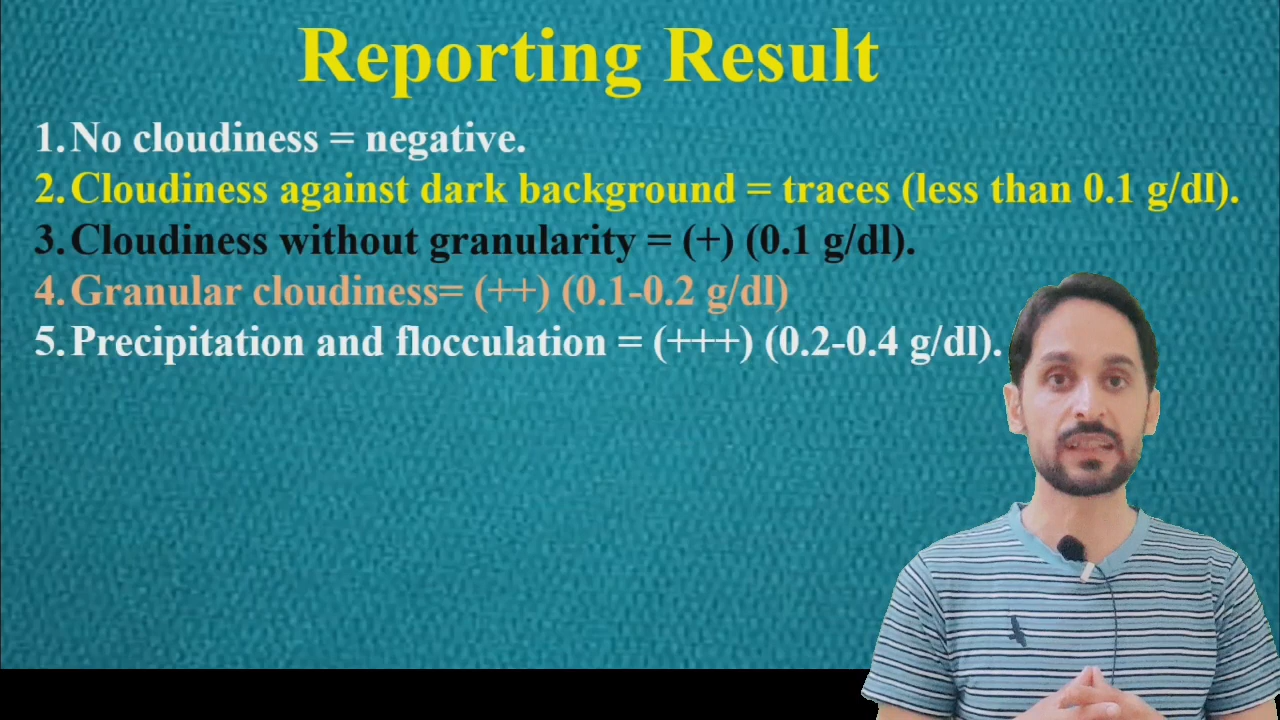 Reporting Result
1. No cloudiness = negative.
2. Cloudiness against dark background = traces (less than 0.1 g/dl).
3. Cloudiness without granularity = (+) (0.1 g/dl).
4. Granular cloudiness= (++) (0.1-0.2 g/dl)
5. Precipitation and flocculation = (+++) (0.2-0.4 g/dl).